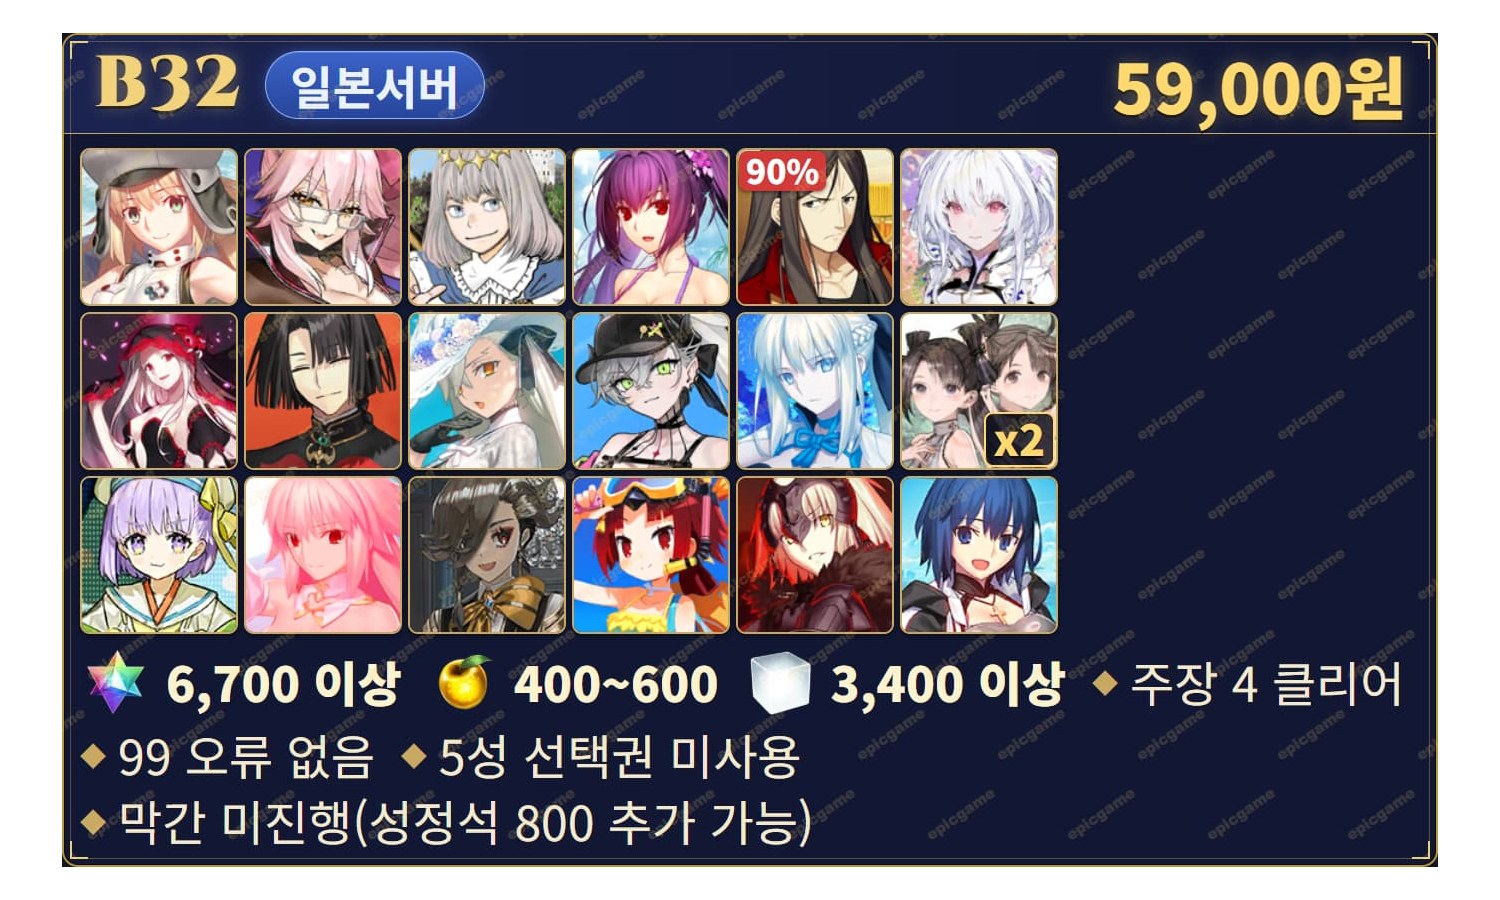 B32 일본서버 59,000원
90%
x2
6,700 이상 400~600 3,400 이상 ◆ 주장 4 클리어
◆ 99 오류 없음 ◆ 5성 선택권 미사용
◆ 막간 미진행(성정석 800 추가 가능)
epicgame